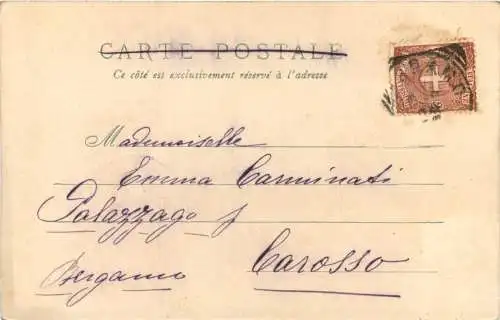 CARTE POSTALE
Ce côté est exclusivement réservé à l'adresse
Mademoiselle
Emma Carminati
Palazzago
Carosso
Bergamo